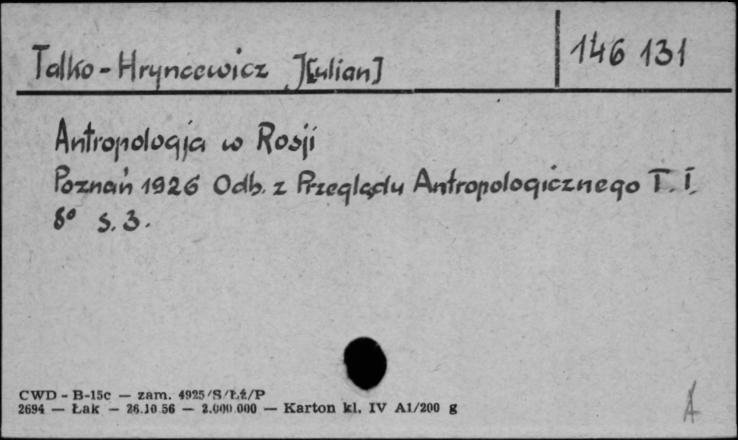 Talko-Hryncewicz J[ulian]
146 131
Antropologja w Rosji
Poznań 1926 Odb. z Przeglądu Antropologicznego T. I.
8° s. 3.
CWD - B-15c — zam. 4925/S/Łź/P
2694 — Łak — 26.10 56 — 2.000.000 — Karton kl. IV A1/200 g
A